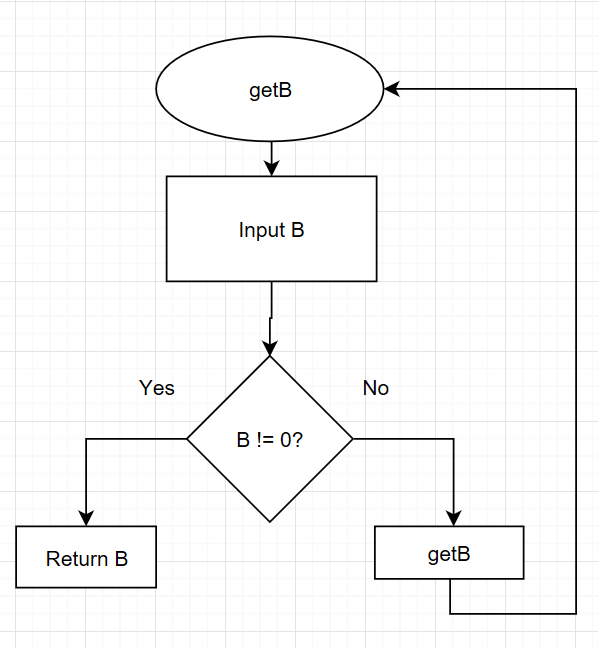 getB
Input B
Yes
No
B != 0?
Return B
getB